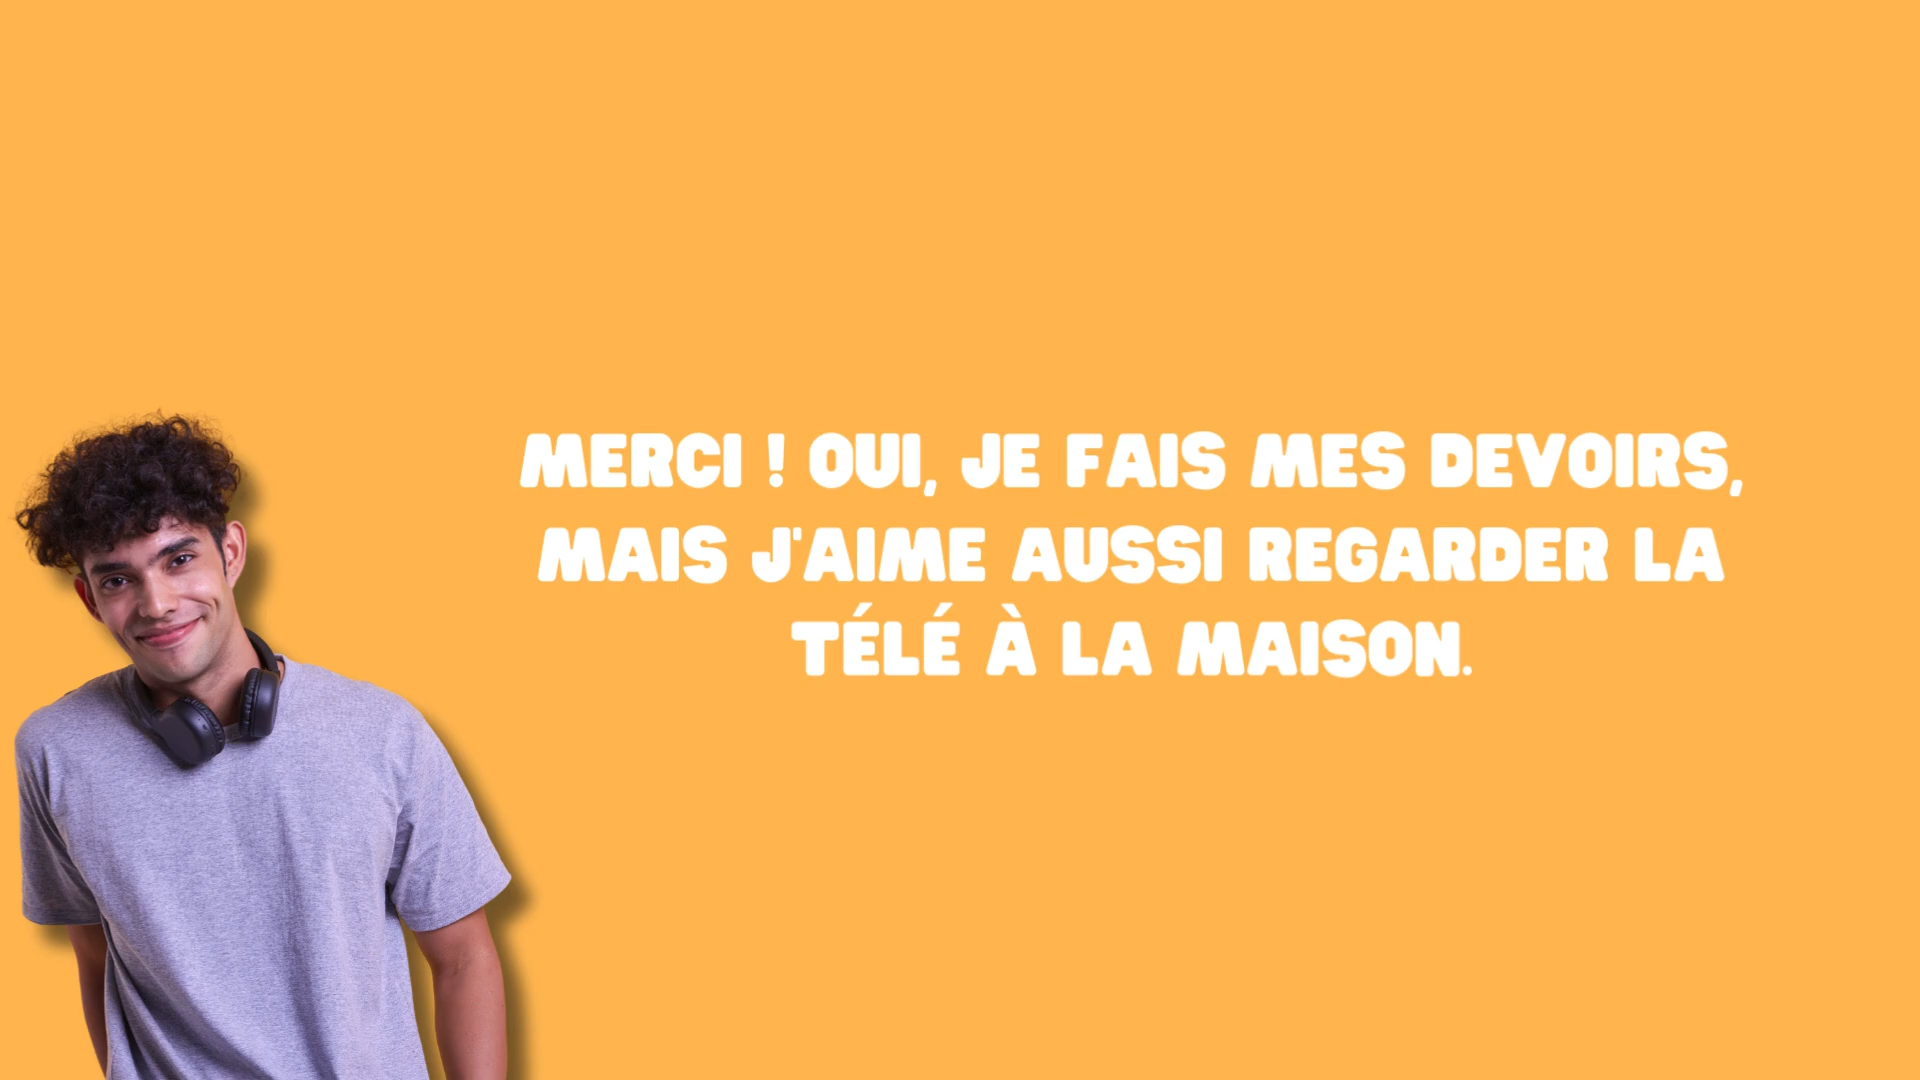 MERCI ! OUI, JE FAIS MES DEVOIRS,
MAIS J'AIME AUSSI REGARDER LA
TÉLÉ À LA MAISON.